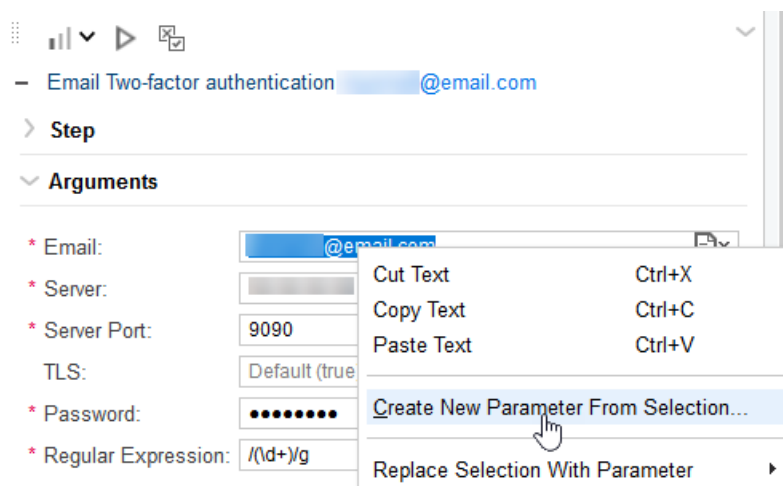 Email Two-factor authentication @email.com
Step
Arguments
* Email: @email.com
* Server:
* Server Port: 9090
TLS: Default (true
* Password: ••••••••
* Regular Expression: /(\d+)/g
Cut Text Ctrl+X
Copy Text Ctrl+C
Paste Text Ctrl+V
Create New Parameter From Selection...
Replace Selection With Parameter